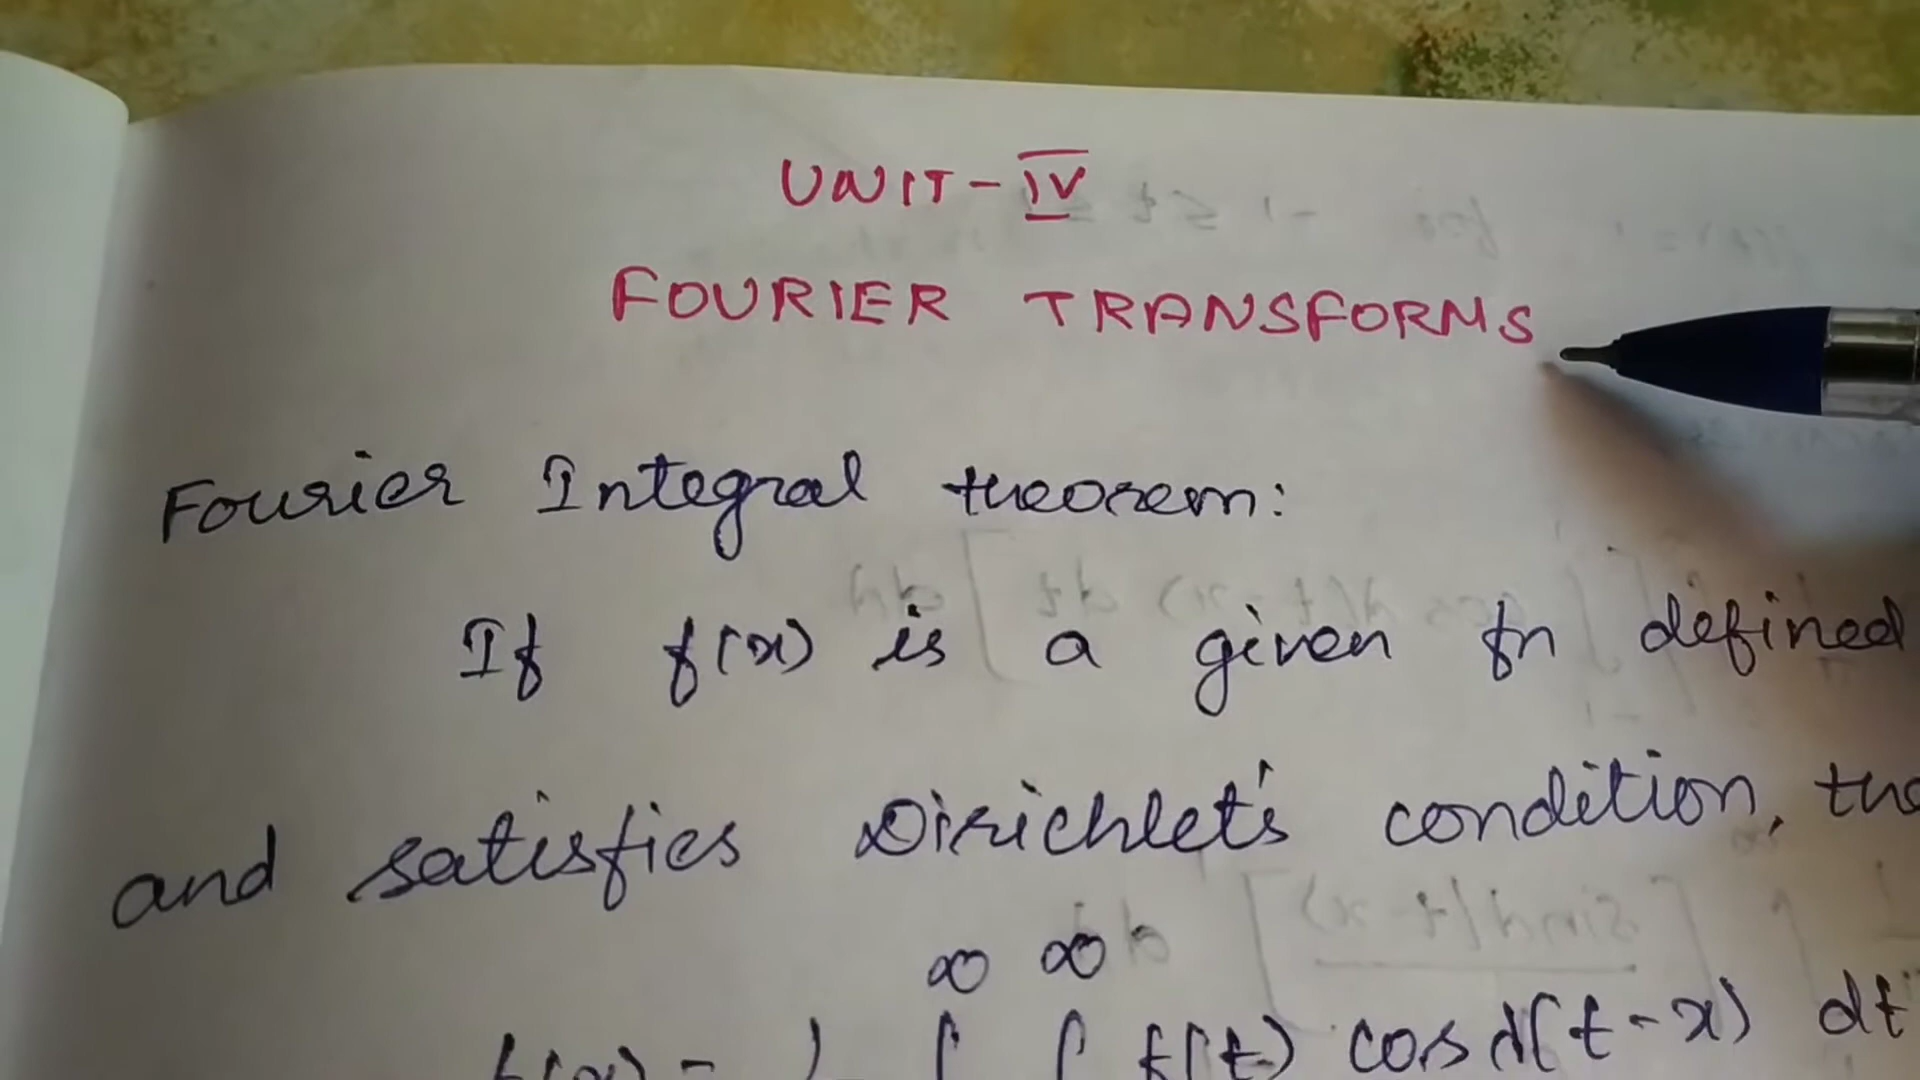 UNIT-IV
FOURIER TRANSFORMS
Fourier Integral theorem:
If f(x) is a given fn defined
and satisfies Dirichlet's condition, the
∞ ∞
f(x) = 1 ∫ ∫ f(t) cos λ(t-x) dt